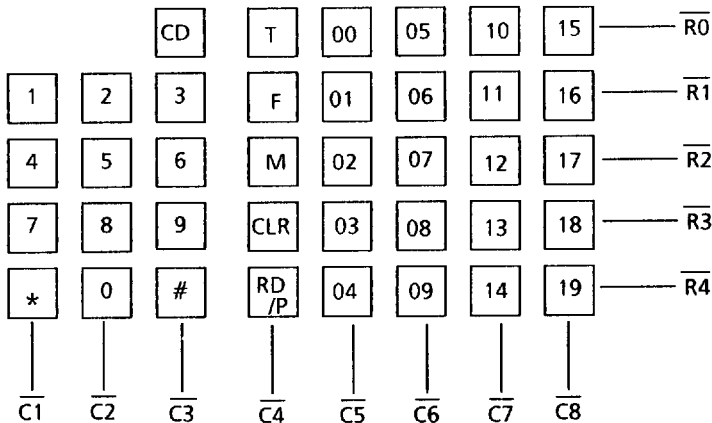 CD T 00 05 10 15 R0
1 2 3 F 01 06 11 16 R1
4 5 6 M 02 07 12 17 R2
7 8 9 CLR 03 08 13 18 R3
* 0 # RD /P 04 09 14 19 R4
C1 C2 C3 C4 C5 C6 C7 C8